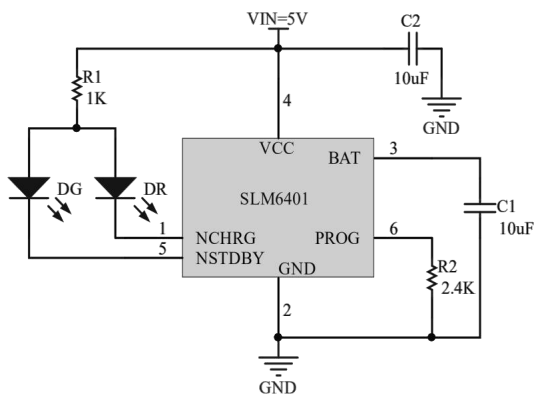 VIN=5V
C2
10uF
GND
R1
1K
4
VCC
BAT
3
DG
DR
SLM6401
C1
10uF
1
NCHRG
PROG
6
5
NSTDBY
GND
R2
2.4K
2
GND